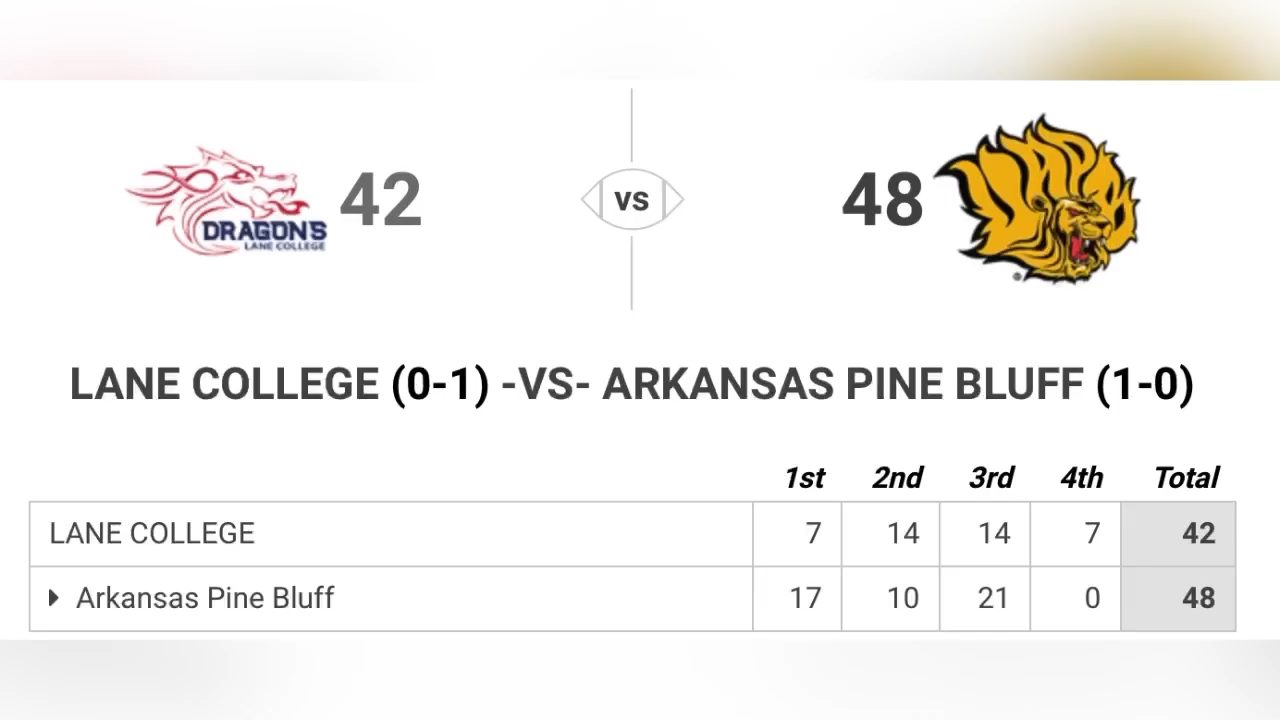 DRAGONS
LANE COLLEGE
42
vs
48
UAPB
LANE COLLEGE (0-1) -VS- ARKANSAS PINE BLUFF (1-0)
1st 2nd 3rd 4th Total
LANE COLLEGE 7 14 14 7 42
Arkansas Pine Bluff 17 10 21 0 48